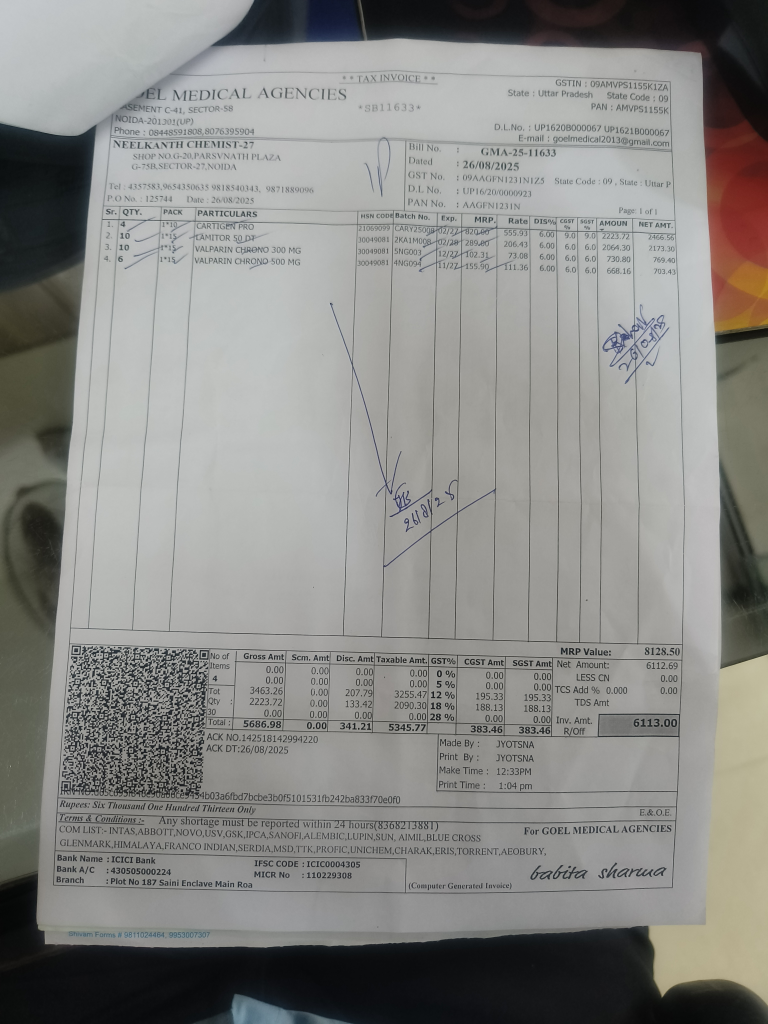 ** TAX INVOICE **
GSTIN : 09AMVPS1155K1ZA
State : Uttar Pradesh State Code : 09
PAN : AMVPS1155K
OEL MEDICAL AGENCIES
*SB11633*
ASEMENT C-41, SECTOR-58
NOIDA-201301(UP)
Phone : 08448591808,8076395904
D.L.No. : UP1620B000067 UP1621B000067
E-mail : goelmedical2013@gmail.com
NEELKANTH CHEMIST-27
SHOP NO.G-20,PARSVNATH PLAZA
G-75B,SECTOR-27,NOIDA
Tel : 4357583,9654350635 9818540343, 9871889096
P.O No. : 125744 Date : 26/08/2025
Bill No. : GMA-25-11633
Dated : 26/08/2025
GST No. : 09AAGFN1231N1Z5 State Code : 09 , State : Uttar P
D.L. No. : UP16/20/0000923
PAN No. : AAGFN1231N
Page: 1 of 1
Sr. QTY. PACK PARTICULARS HSN CODE Batch No. Exp. MRP. Rate DIS% CGST % SGST % AMOUN NET AMT.
1. 4 1*10 CARTIGEN PRO 21069099 02/27 820.00 555.93 6.00 9.0 9.0 2223.72 2466.56
2. 10 1*15 LAMITOR 50 DT 30049081 2KA1M008 02/28 289.80 206.43 6.00 6.0 6.0 2064.30 2173.30
3. 10 1*15 VALPARIN CHRONO 300 MG 30049081 5NG003 12/27 102.31 73.08 6.00 6.0 6.0 730.80 769.40
4. 6 1*15 VALPARIN CHRONO 500 MG 30049081 4NG094 11/27 155.90 111.36 6.00 6.0 6.0 668.16 703.43
26/08/25
26/8/25
No of Items 4
Tot Qty : 30
Gross Amt Scm. Amt Disc. Amt Taxable Amt. GST% CGST Amt SGST Amt
0.00 0.00 0.00 0.00 0 % 0.00 0.00
0.00 0.00 0.00 0.00 5 % 0.00 0.00
3463.26 0.00 207.79 3255.47 12 % 195.33 195.33
2223.72 0.00 133.42 2090.30 18 % 188.13 188.13
0.00 0.00 0.00 0.00 28 % 0.00 0.00
Total : 5686.98 0.00 341.21 5345.77 383.46 383.46
MRP Value: 8128.50
Net Amount: 6112.69
LESS CN 0.00
TCS Add % 0.000 0.00
TDS Amt
Inv. Amt. 6113.00
R/Off
ACK NO.142518142994220
ACK DT:26/08/2025
Made By : JYOTSNA
Print By : JYOTSNA
Make Time : 12:33PM
Print Time : 1:04 pm
Rupees: Six Thousand One Hundred Thirteen Only
E.&O.E.
Terms & Conditions :- Any shortage must be reported within 24 hours(8368213881)
COM LIST:- INTAS,ABBOTT,NOVO,USV,GSK,IPCA,SANOFI,ALEMBIC,LUPIN,SUN, AMIL,BLUE CROSS
GLENMARK,HIMALAYA,FRANCO INDIAN,SERDIA,MSD,TTK,PROFIC,UNICHEM,CHARAK,ERIS,TORRENT,AEOBURY,
For GOEL MEDICAL AGENCIES
Bank Name : ICICI Bank
Bank A/C : 430505000224
Branch : Plot No 187 Saini Enclave Main Roa
IFSC CODE : ICIC0004305
MICR No : 110229308
(Computer Generated Invoice)
babita sharma
Shivam Forms # 9811024464, 9953007307